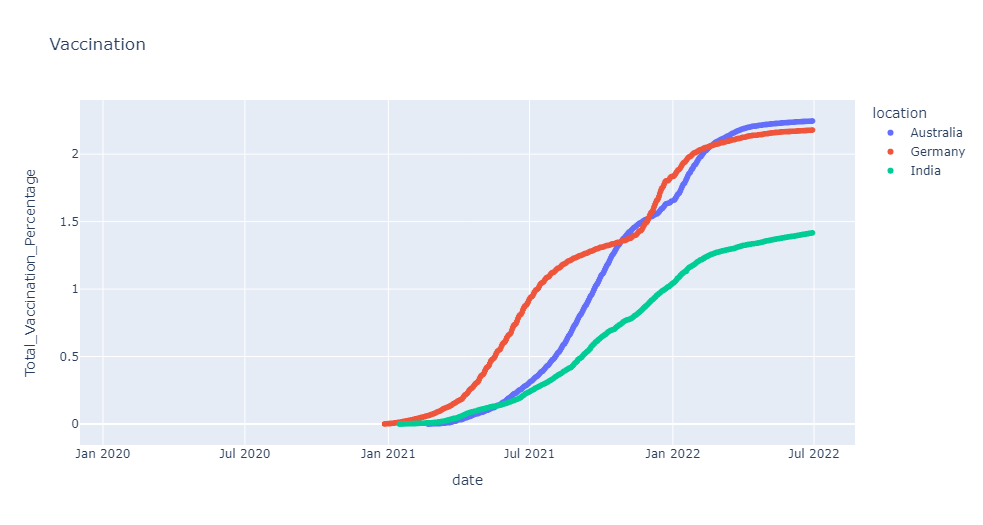 Vaccination
location
Australia
Germany
India
Total_Vaccination_Percentage
2
1.5
1
0.5
0
Jan 2020
Jul 2020
Jan 2021
Jul 2021
Jan 2022
Jul 2022
date